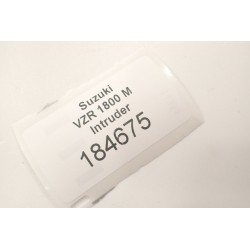 Suzuki
VZR 1800 M
Intruder
184675